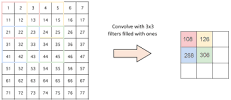 1 11 21 31 41 51 61 71
2 12 22 32 42 52 62 72
3 13 23 33 43 53 63 73
4 14 24 34 44 54 64 74
5 15 25 35 45 55 65 75
6 16 26 36 46 56 66 76
7 17 27 37 47 57 67 77
Convolve with 3x3
filters filled with ones
108 126
288 306